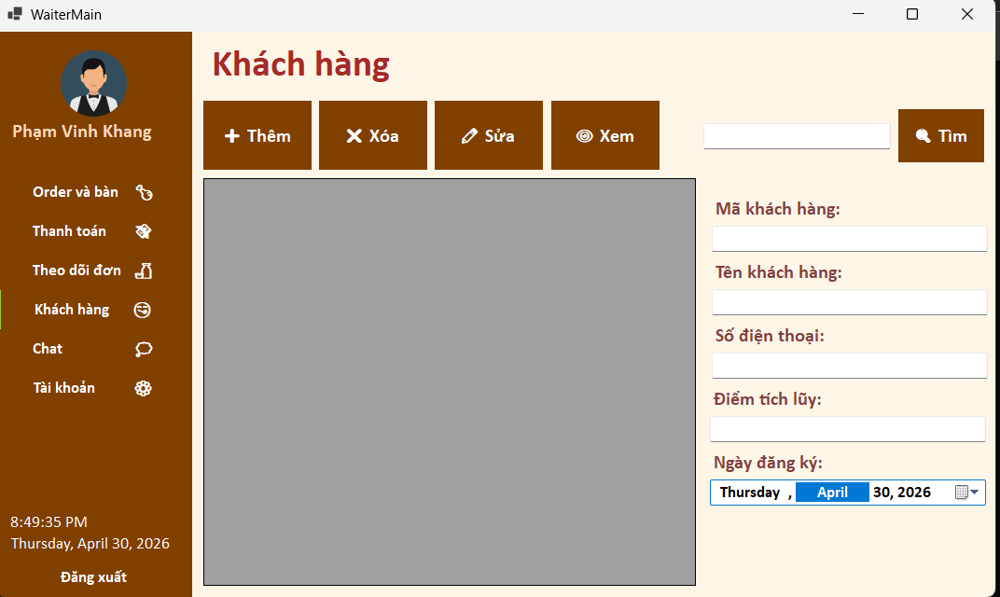 WaiterMain
Phạm Vinh Khang
Order và bàn
Thanh toán
Theo dõi đơn
Khách hàng
Chat
Tài khoản
8:49:35 PM
Thursday, April 30, 2026
Đăng xuất
Khách hàng
Thêm
Xóa
Sửa
Xem
Tìm
Mã khách hàng:
Tên khách hàng:
Số điện thoại:
Điểm tích lũy:
Ngày đăng ký:
Thursday , April 30, 2026